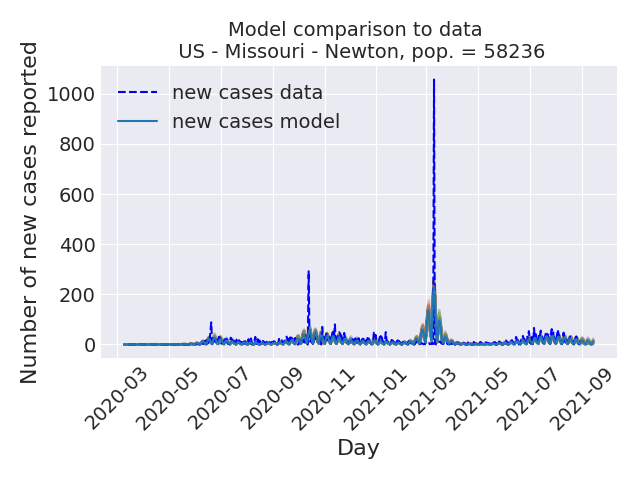 Model comparison to data
US - Missouri - Newton, pop. = 58236
Number of new cases reported
1000
800
600
400
200
0
new cases data
new cases model
2020-03
2020-05
2020-07
2020-09
2020-11
2021-01
2021-03
2021-05
2021-07
2021-09
Day